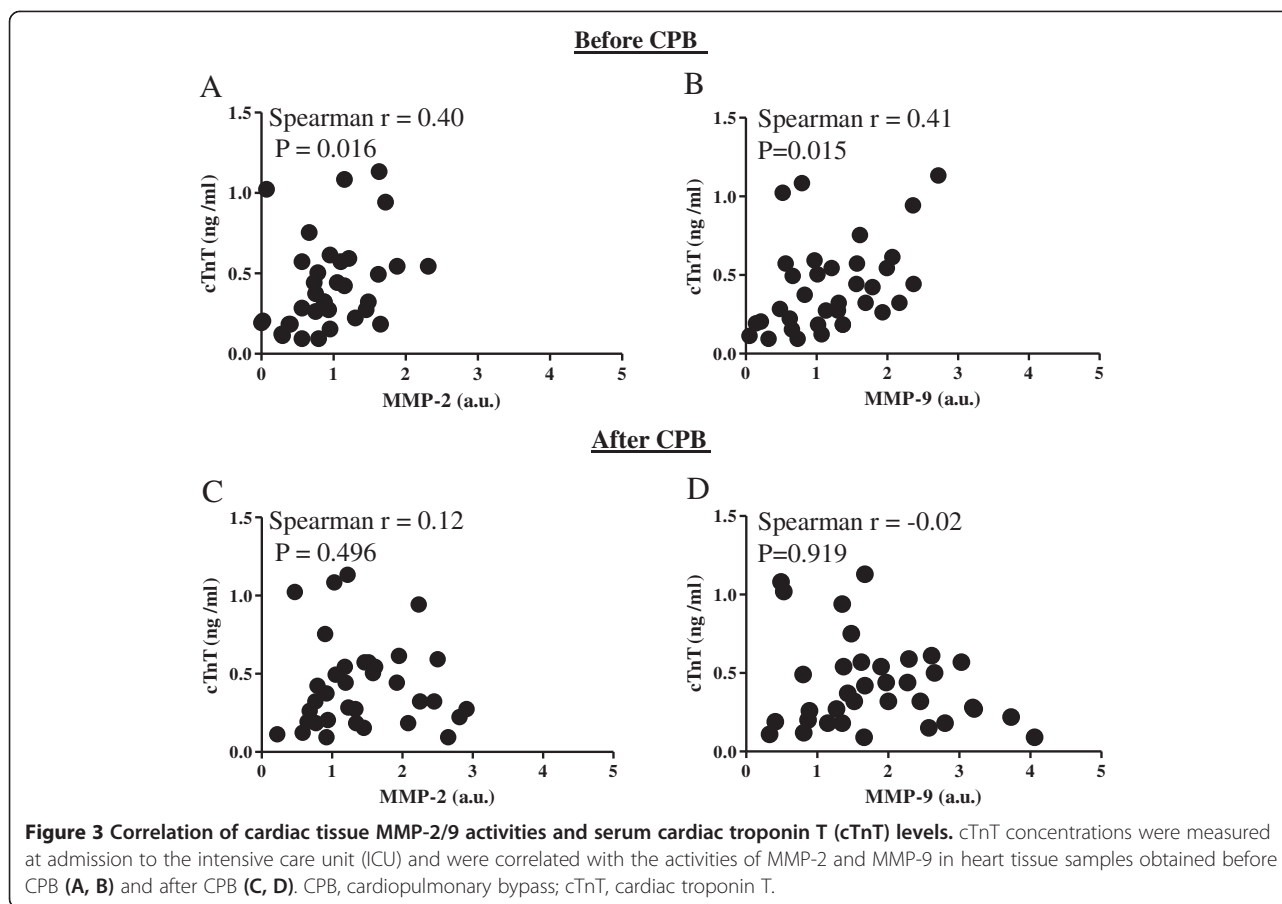 Before CPB
A
Spearman r = 0.40
P = 0.016
1.5
1.0
0.5
0.0
cTnT (ng /ml)
0 1 2 3 4 5
MMP-2 (a.u.)
B
Spearman r = 0.41
P=0.015
1.5
1.0
0.5
0.0
cTnT (ng /ml)
0 1 2 3 4 5
MMP-9 (a.u.)
After CPB
C
Spearman r = 0.12
P = 0.496
1.5
1.0
0.5
0.0
cTnT (ng /ml)
0 1 2 3 4 5
MMP-2 (a.u.)
D
Spearman r = -0.02
P=0.919
1.5
1.0
0.5
0.0
cTnT (ng /ml)
0 1 2 3 4 5
MMP-9 (a.u.)
Figure 3 Correlation of cardiac tissue MMP-2/9 activities and serum cardiac troponin T (cTnT) levels. cTnT concentrations were measured
at admission to the intensive care unit (ICU) and were correlated with the activities of MMP-2 and MMP-9 in heart tissue samples obtained before
CPB (A, B) and after CPB (C, D). CPB, cardiopulmonary bypass; cTnT, cardiac troponin T.